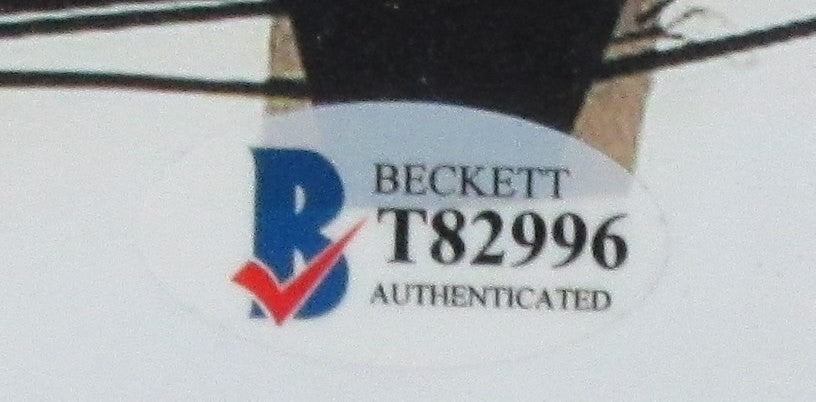 B
BECKETT
T82996
AUTHENTICATED